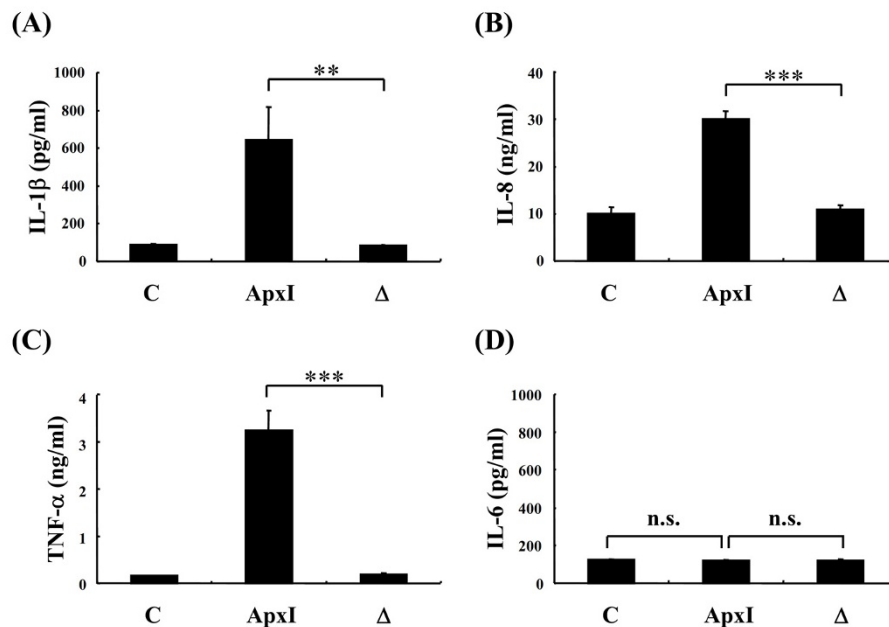 (A)
IL-1β (pg/ml)
1000
800
600
400
200
0
**
C ApxI Δ
(B)
IL-8 (ng/ml)
40
30
20
10
0
***
C ApxI Δ
(C)
TNF-α (ng/ml)
4
3
2
1
0
***
C ApxI Δ
(D)
IL-6 (pg/ml)
1000
800
600
400
200
0
n.s. n.s.
C ApxI Δ